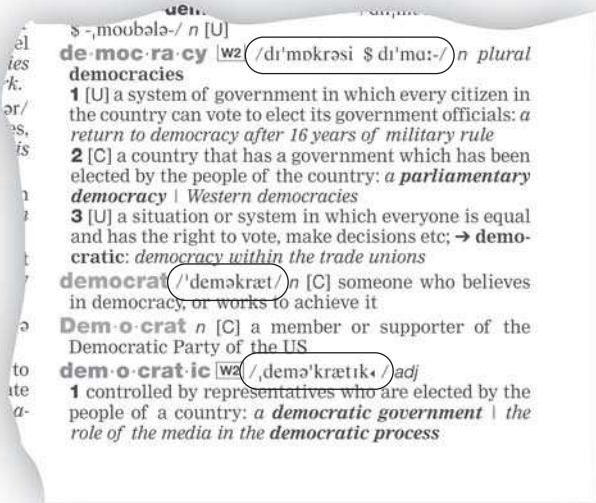 $ -ˌmoʊbələ-/ n [U]
de·moc·ra·cy W2 /dɪˈmɒkrəsi $ dɪˈmɑː-/ n plural
democracies
1 [U] a system of government in which every citizen in
the country can vote to elect its government officials: a
return to democracy after 16 years of military rule
2 [C] a country that has a government which has been
elected by the people of the country: a parliamentary
democracy | Western democracies
3 [U] a situation or system in which everyone is equal
and has the right to vote, make decisions etc; → demo-
cratic: democracy within the trade unions
democrat /ˈdeməkræt/ n [C] someone who believes
in democracy, or works to achieve it
Dem·o·crat n [C] a member or supporter of the
Democratic Party of the US
dem·o·crat·ic W2 /ˌdeməˈkrætɪk◂ / adj
1 controlled by representatives who are elected by the
people of a country: a democratic government | the
role of the media in the democratic process